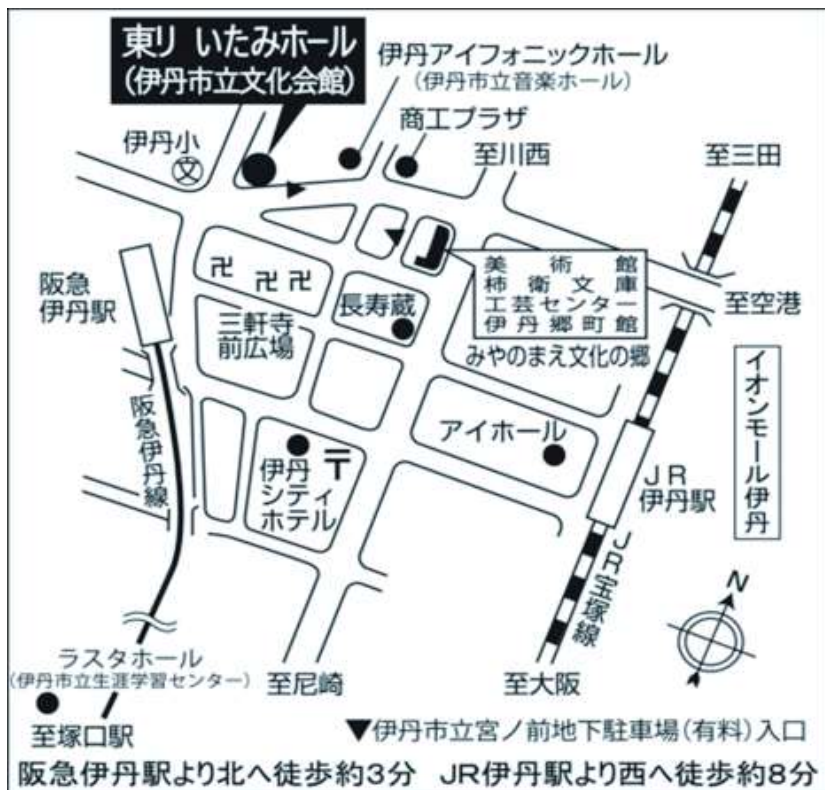 東リ いたみホール
(伊丹市立文化会館)
伊丹アイフォニックホール
(伊丹市立音楽ホール)
商工プラザ
伊丹小
文
至川西
至三田
阪急
伊丹駅
卍 卍 卍
三軒寺
前広場
長寿蔵
美術館
柿衛文庫
工芸センター
伊丹郷町館
みやのまえ文化の郷
至空港
イオンモール伊丹
阪急伊丹線
アイホール
伊丹
シティ
ホテル
〒
JR
伊丹駅
JR宝塚線
N
ラスタホール
(伊丹市立生涯学習センター)
至塚口駅
至尼崎
至大阪
▼伊丹市立宮ノ前地下駐車場(有料)入口
阪急伊丹駅より北へ徒歩約3分 JR伊丹駅より西へ徒歩約8分